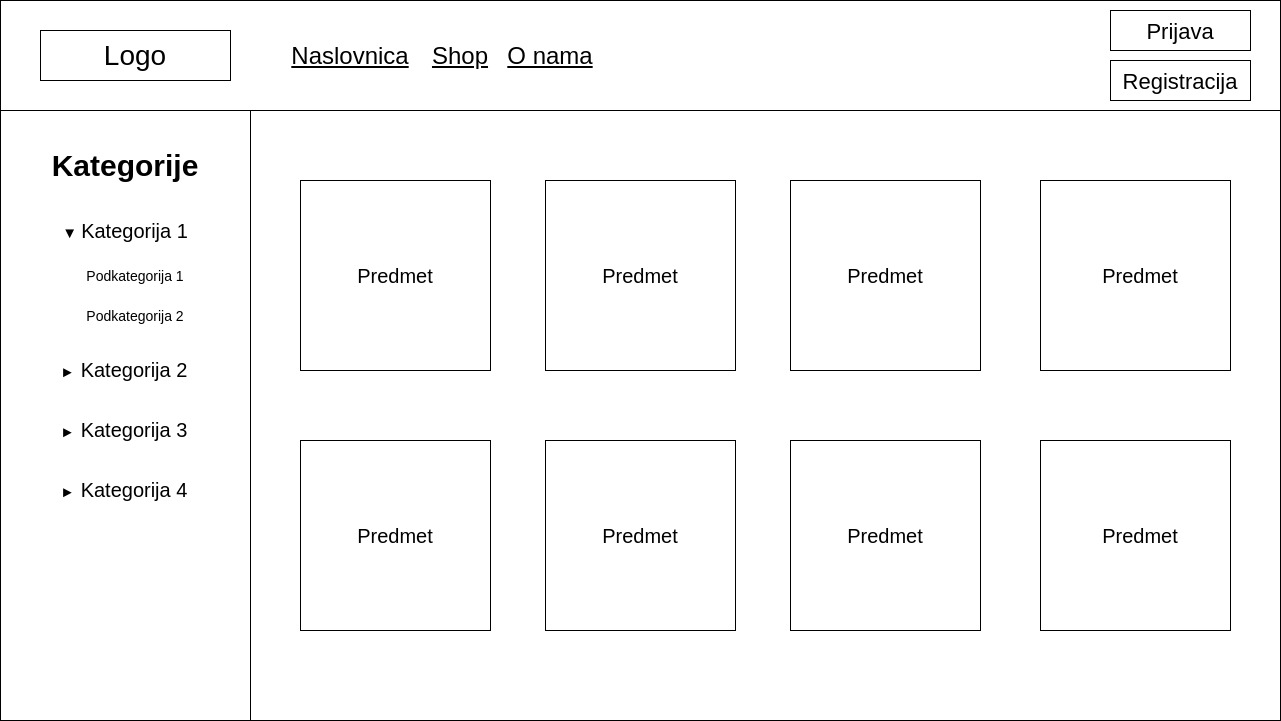 Logo
Naslovnica Shop O nama
Prijava
Registracija
Kategorije
▼ Kategorija 1
Podkategorija 1
Podkategorija 2
► Kategorija 2
► Kategorija 3
► Kategorija 4
Predmet Predmet Predmet Predmet
Predmet Predmet Predmet Predmet